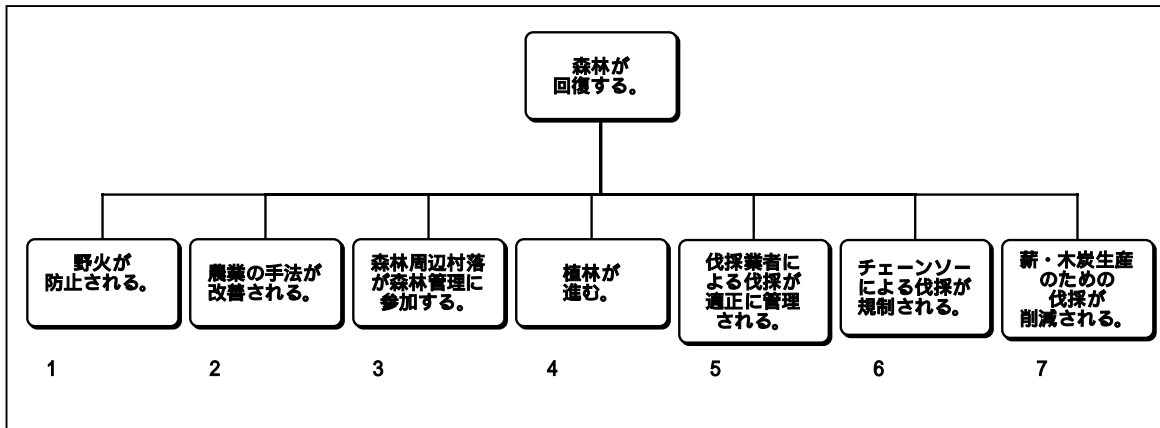 森林が
回復する。
野火が
防止される。
農業の手法が
改善される。
森林周辺村落
が森林管理に
参加する。
植林が
進む。
伐採業者に
よる伐採が
適正に管理
される。
チェーンソー
による伐採が
規制される。
薪・木炭生産
のための
伐採が
削減される。
1 2 3 4 5 6 7